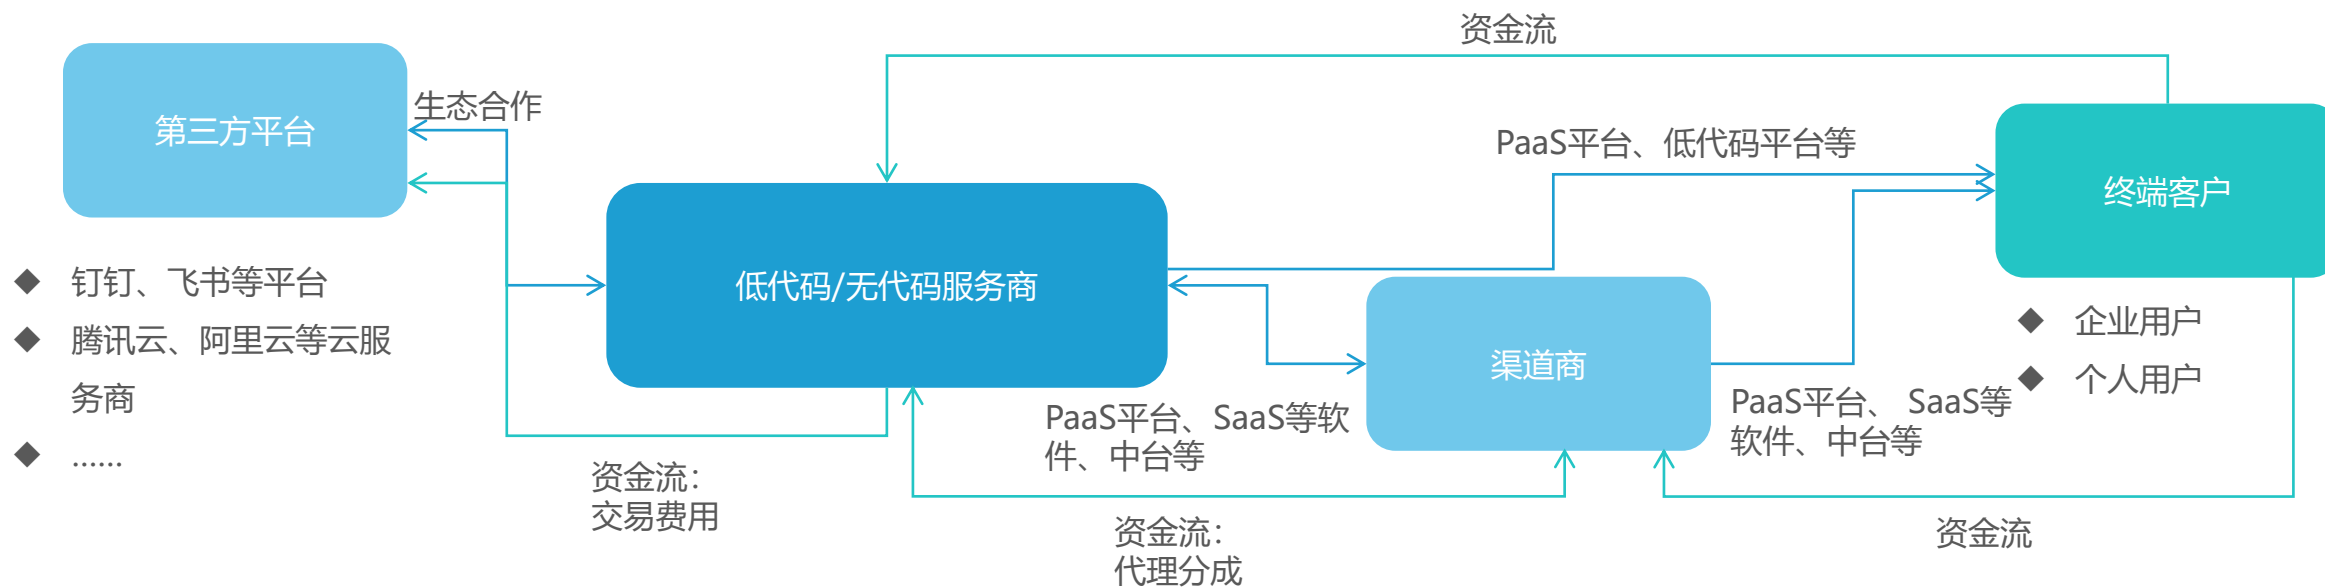 资金流
生态合作
第三方平台
PaaS平台、低代码平台等
终端客户
低代码/无代码服务商
◆ 钉钉、飞书等平台
◆ 腾讯云、阿里云等云服
务商
◆ ......
渠道商
◆ 企业用户
◆ 个人用户
PaaS平台、SaaS等软
件、中台等
PaaS平台、 SaaS等
软件、中台等
资金流：
交易费用
资金流：
代理分成
资金流